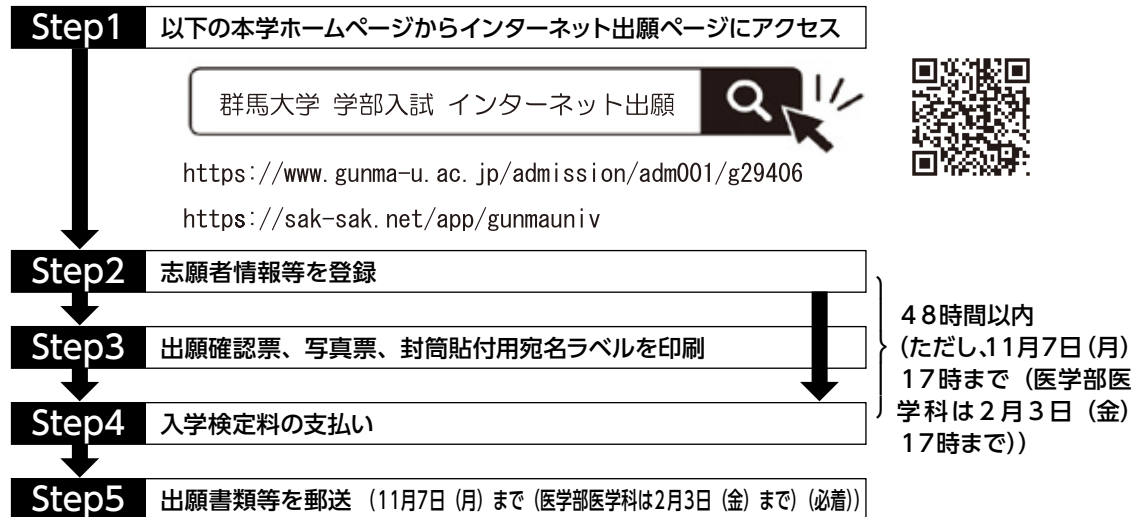 Step1 以下の本学ホームページからインターネット出願ページにアクセス
群馬大学 学部入試 インターネット出願
https://www.gunma-u.ac.jp/admission/adm001/g29406
https://sak-sak.net/app/gunmauniv
Step2 志願者情報等を登録
Step3 出願確認票、写真票、封筒貼付用宛名ラベルを印刷
Step4 入学検定料の支払い
48時間以内
(ただし、11月7日(月)
17時まで(医学部医
学科は2月3日(金)
17時まで))
Step5 出願書類等を郵送 (11月7日(月)まで(医学部医学科は2月3日(金)まで)(必着))